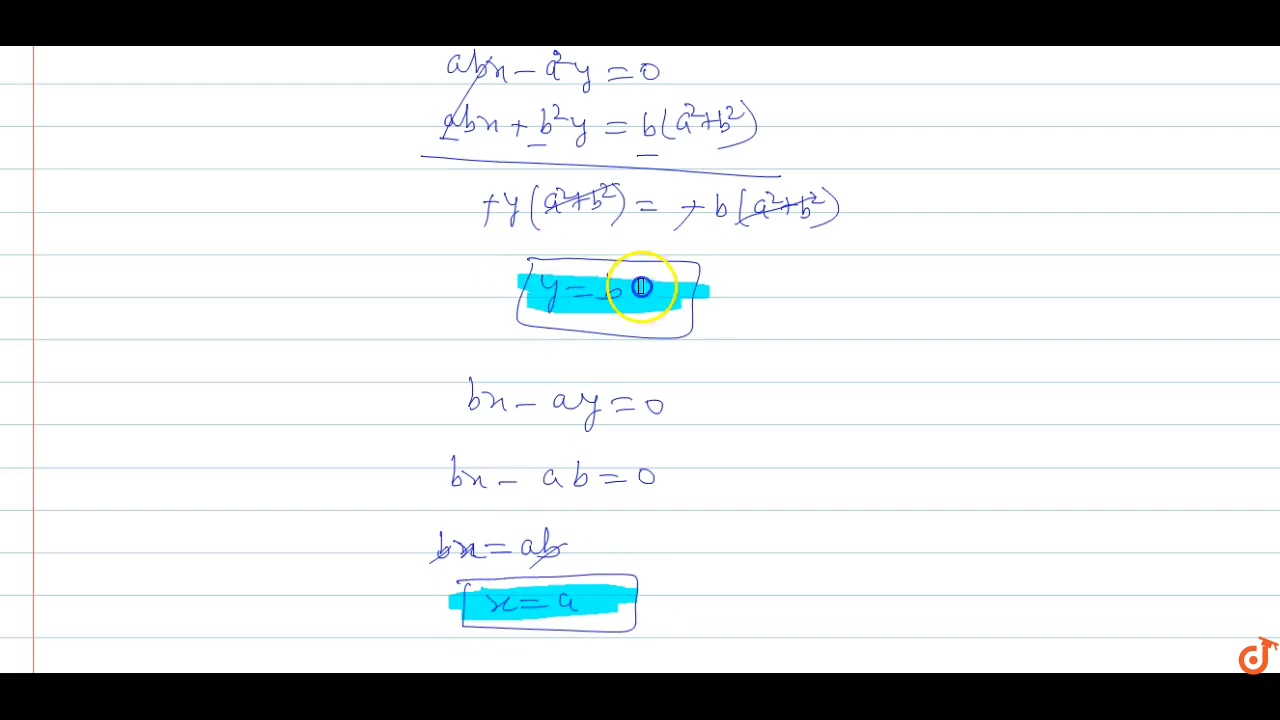 abx - a²y = 0
abx + b²y = b(a²+b²)
+y(a²+b²) = +b(a²+b²)
y = b
bx - ay = 0
bx - ab = 0
bx = ab
x = a